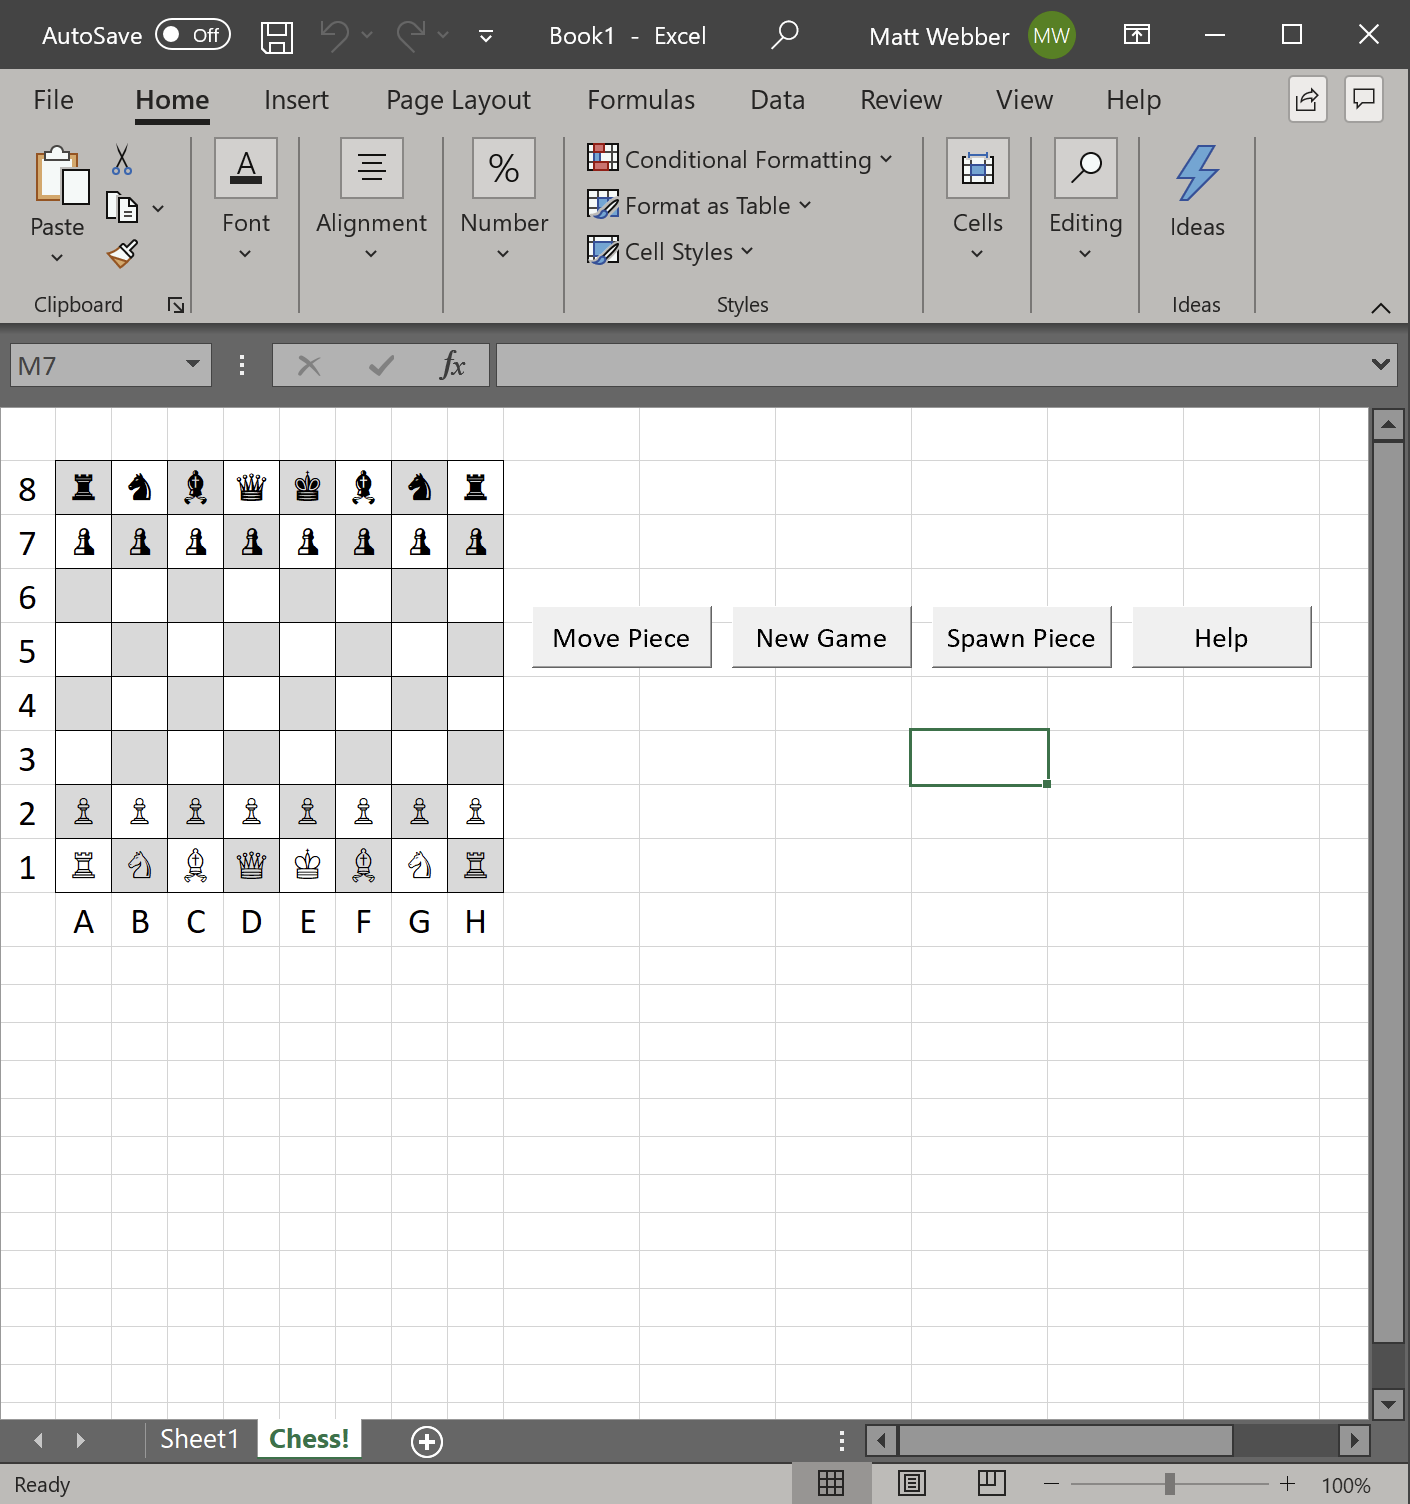 AutoSave Off Book1 - Excel Matt Webber MW
File Home Insert Page Layout Formulas Data Review View Help
Paste
Clipboard
A
Font
Alignment
%
Number
Conditional Formatting
Format as Table
Cell Styles
Styles
Cells
Editing
Ideas
Ideas
M7 fx
8 ♜ ♞ ♝ ♛ ♚ ♝ ♞ ♜
7 ♟ ♟ ♟ ♟ ♟ ♟ ♟ ♟
6
5
4
3
2 ♙ ♙ ♙ ♙ ♙ ♙ ♙ ♙
1 ♖ ♘ ♗ ♕ ♔ ♗ ♘ ♖
A B C D E F G H
Move Piece New Game Spawn Piece Help
Sheet1 Chess!
Ready 100%